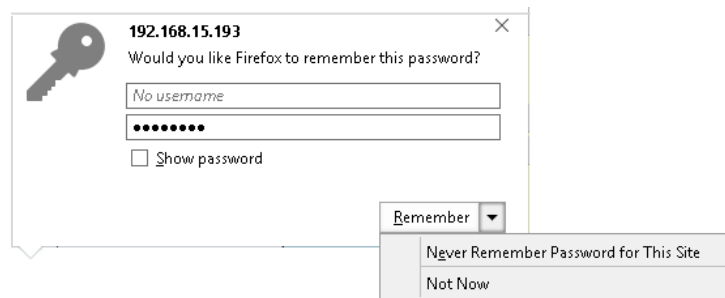 192.168.15.193
Would you like Firefox to remember this password?
No username
●●●●●●●●
Show password
Remember
Never Remember Password for This Site
Not Now